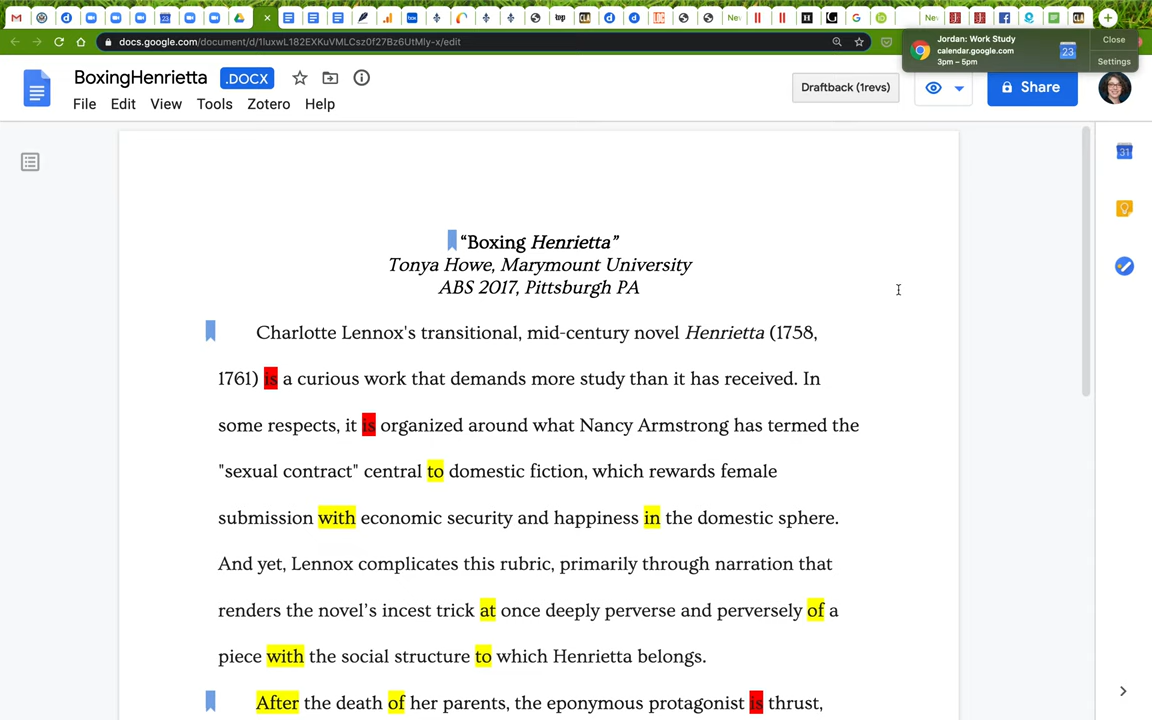 docs.google.com/document/d/1luxwL182EXKuVMLCsz0f27Bz6UtMly-x/edit
Jordan: Work Study
calendar.google.com
3pm – 5pm
23
Close
Settings
BoxingHenrietta
.DOCX
File Edit View Tools Zotero Help
Draftback (1revs)
Share
31
“Boxing Henrietta”
Tonya Howe, Marymount University
ABS 2017, Pittsburgh PA
Charlotte Lennox's transitional, mid-century novel Henrietta (1758,
1761) is a curious work that demands more study than it has received. In
some respects, it is organized around what Nancy Armstrong has termed the
"sexual contract" central to domestic fiction, which rewards female
submission with economic security and happiness in the domestic sphere.
And yet, Lennox complicates this rubric, primarily through narration that
renders the novel’s incest trick at once deeply perverse and perversely of a
piece with the social structure to which Henrietta belongs.
After the death of her parents, the eponymous protagonist is thrust,